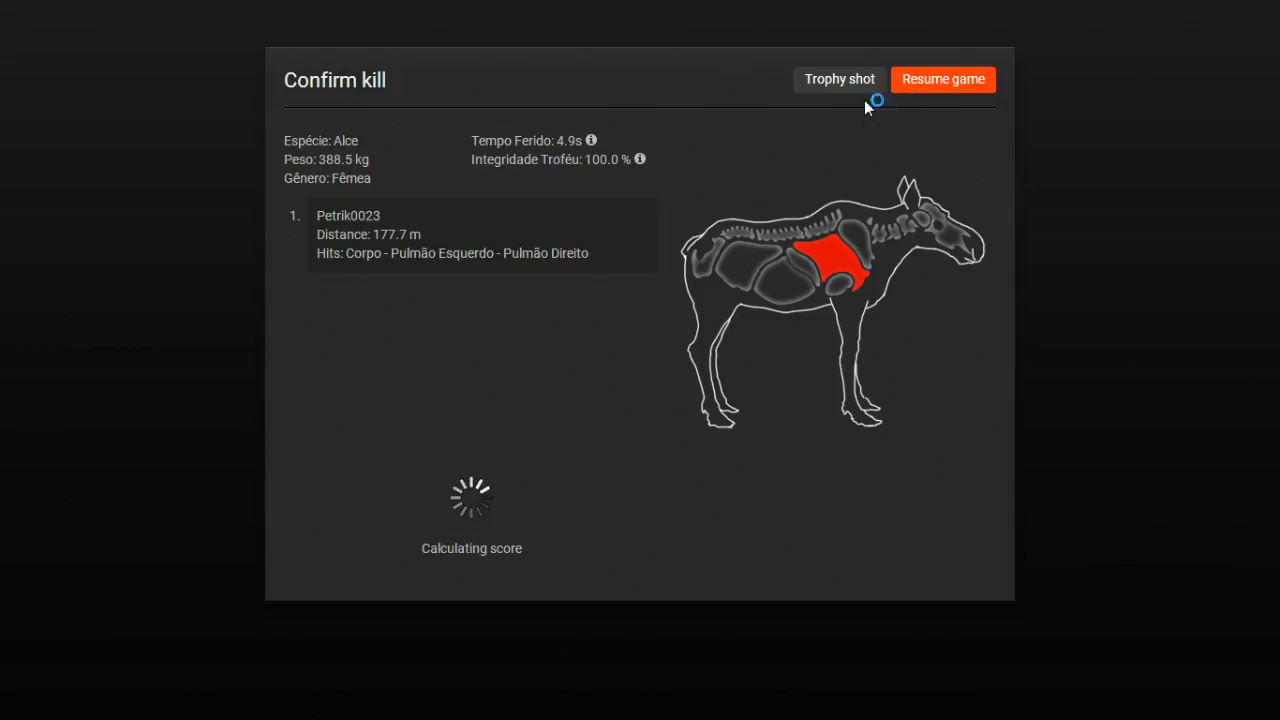 Confirm kill
Trophy shot
Resume game
Espécie: Alce
Peso: 388.5 kg
Gênero: Fêmea
Tempo Ferido: 4.9s
Integridade Troféu: 100.0 %
1. Petrik0023
Distance: 177.7 m
Hits: Corpo - Pulmão Esquerdo - Pulmão Direito
Calculating score